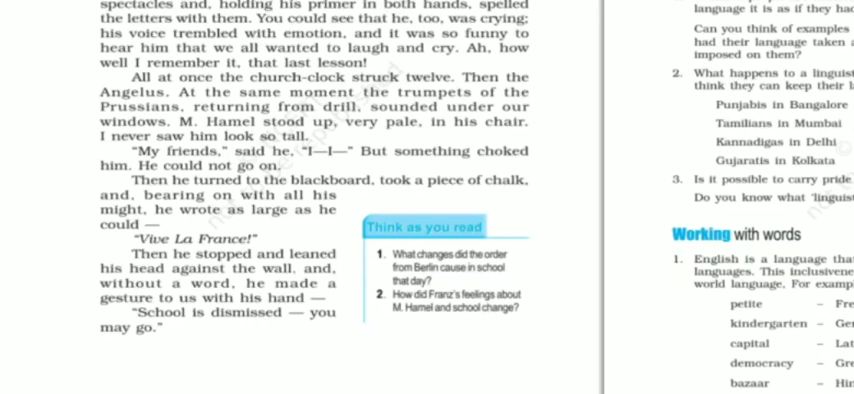 spectacles and, holding his primer in both hands, spelled
the letters with them. You could see that he, too, was crying;
his voice trembled with emotion, and it was so funny to
hear him that we all wanted to laugh and cry. Ah, how
well I remember it, that last lesson!
All at once the church-clock struck twelve. Then the
Angelus. At the same moment the trumpets of the
Prussians, returning from drill, sounded under our
windows. M. Hamel stood up, very pale, in his chair.
I never saw him look so tall.
“My friends,” said he, “I—I—” But something choked
him. He could not go on.
Then he turned to the blackboard, took a piece of chalk,
and, bearing on with all his
might, he wrote as large as he
could —
“Vive La France!”
Then he stopped and leaned
his head against the wall, and,
without a word, he made a
gesture to us with his hand —
“School is dismissed — you
may go.”
Think as you read
1. What changes did the order
from Berlin cause in school
that day?
2. How did Franz's feelings about
M. Hamel and school change?
language it is as if they
Can you think of examples
had their language taken
imposed on them?
2. What happens to a
think they can keep their
Punjabis in Bangalore
Tamilians in Mumbai
Kannadigas in Delhi
Gujaratis in Kolkata
3. Is it possible to carry pride
Do you know what
Working with words
1. English is a language
languages. This
world language. For
petite –
kindergarten –
capital –
democracy –
bazaar –